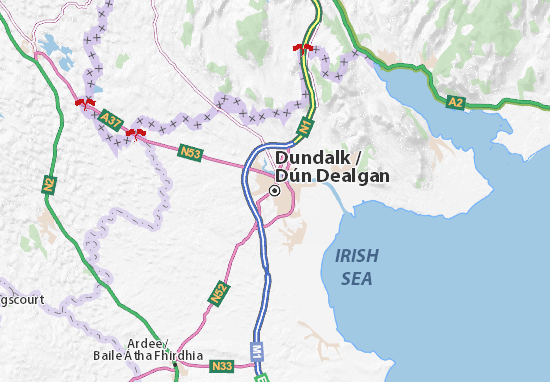 A2
N1
A37
N53
Dundalk /
Dún Dealgan
N2
IRISH
SEA
N52
gscourt
Ardee/
Baile Átha Fhirdhia
M1
N33
E